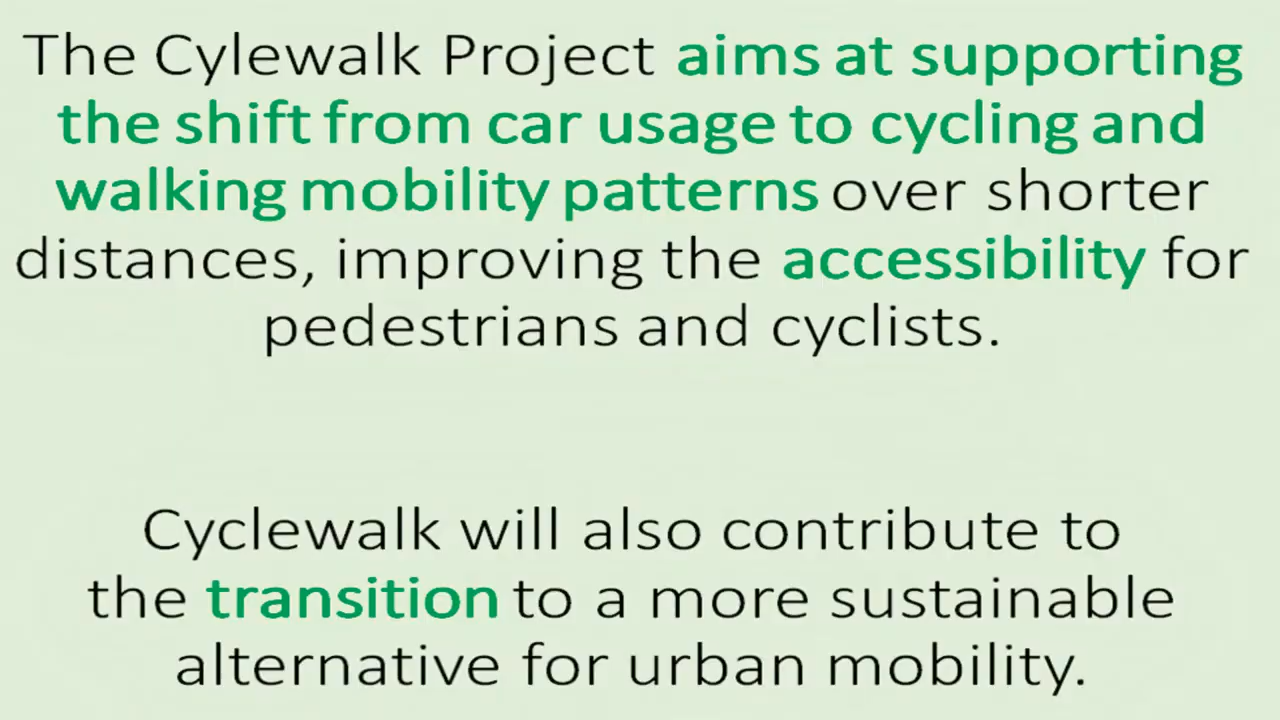 The Cylewalk Project aims at supporting
the shift from car usage to cycling and
walking mobility patterns over shorter
distances, improving the accessibility for
pedestrians and cyclists.
Cyclewalk will also contribute to
the transition to a more sustainable
alternative for urban mobility.